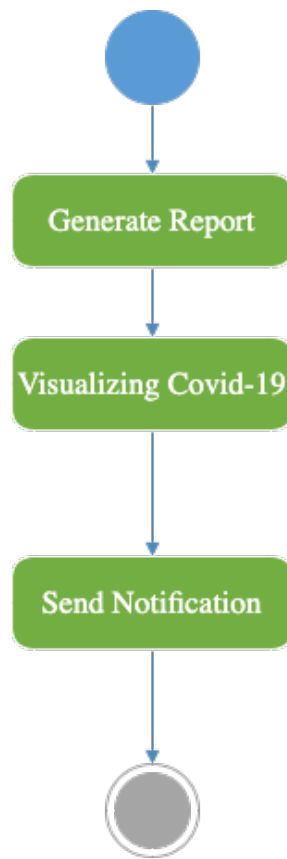 Generate Report
Visualizing Covid-19
Send Notification